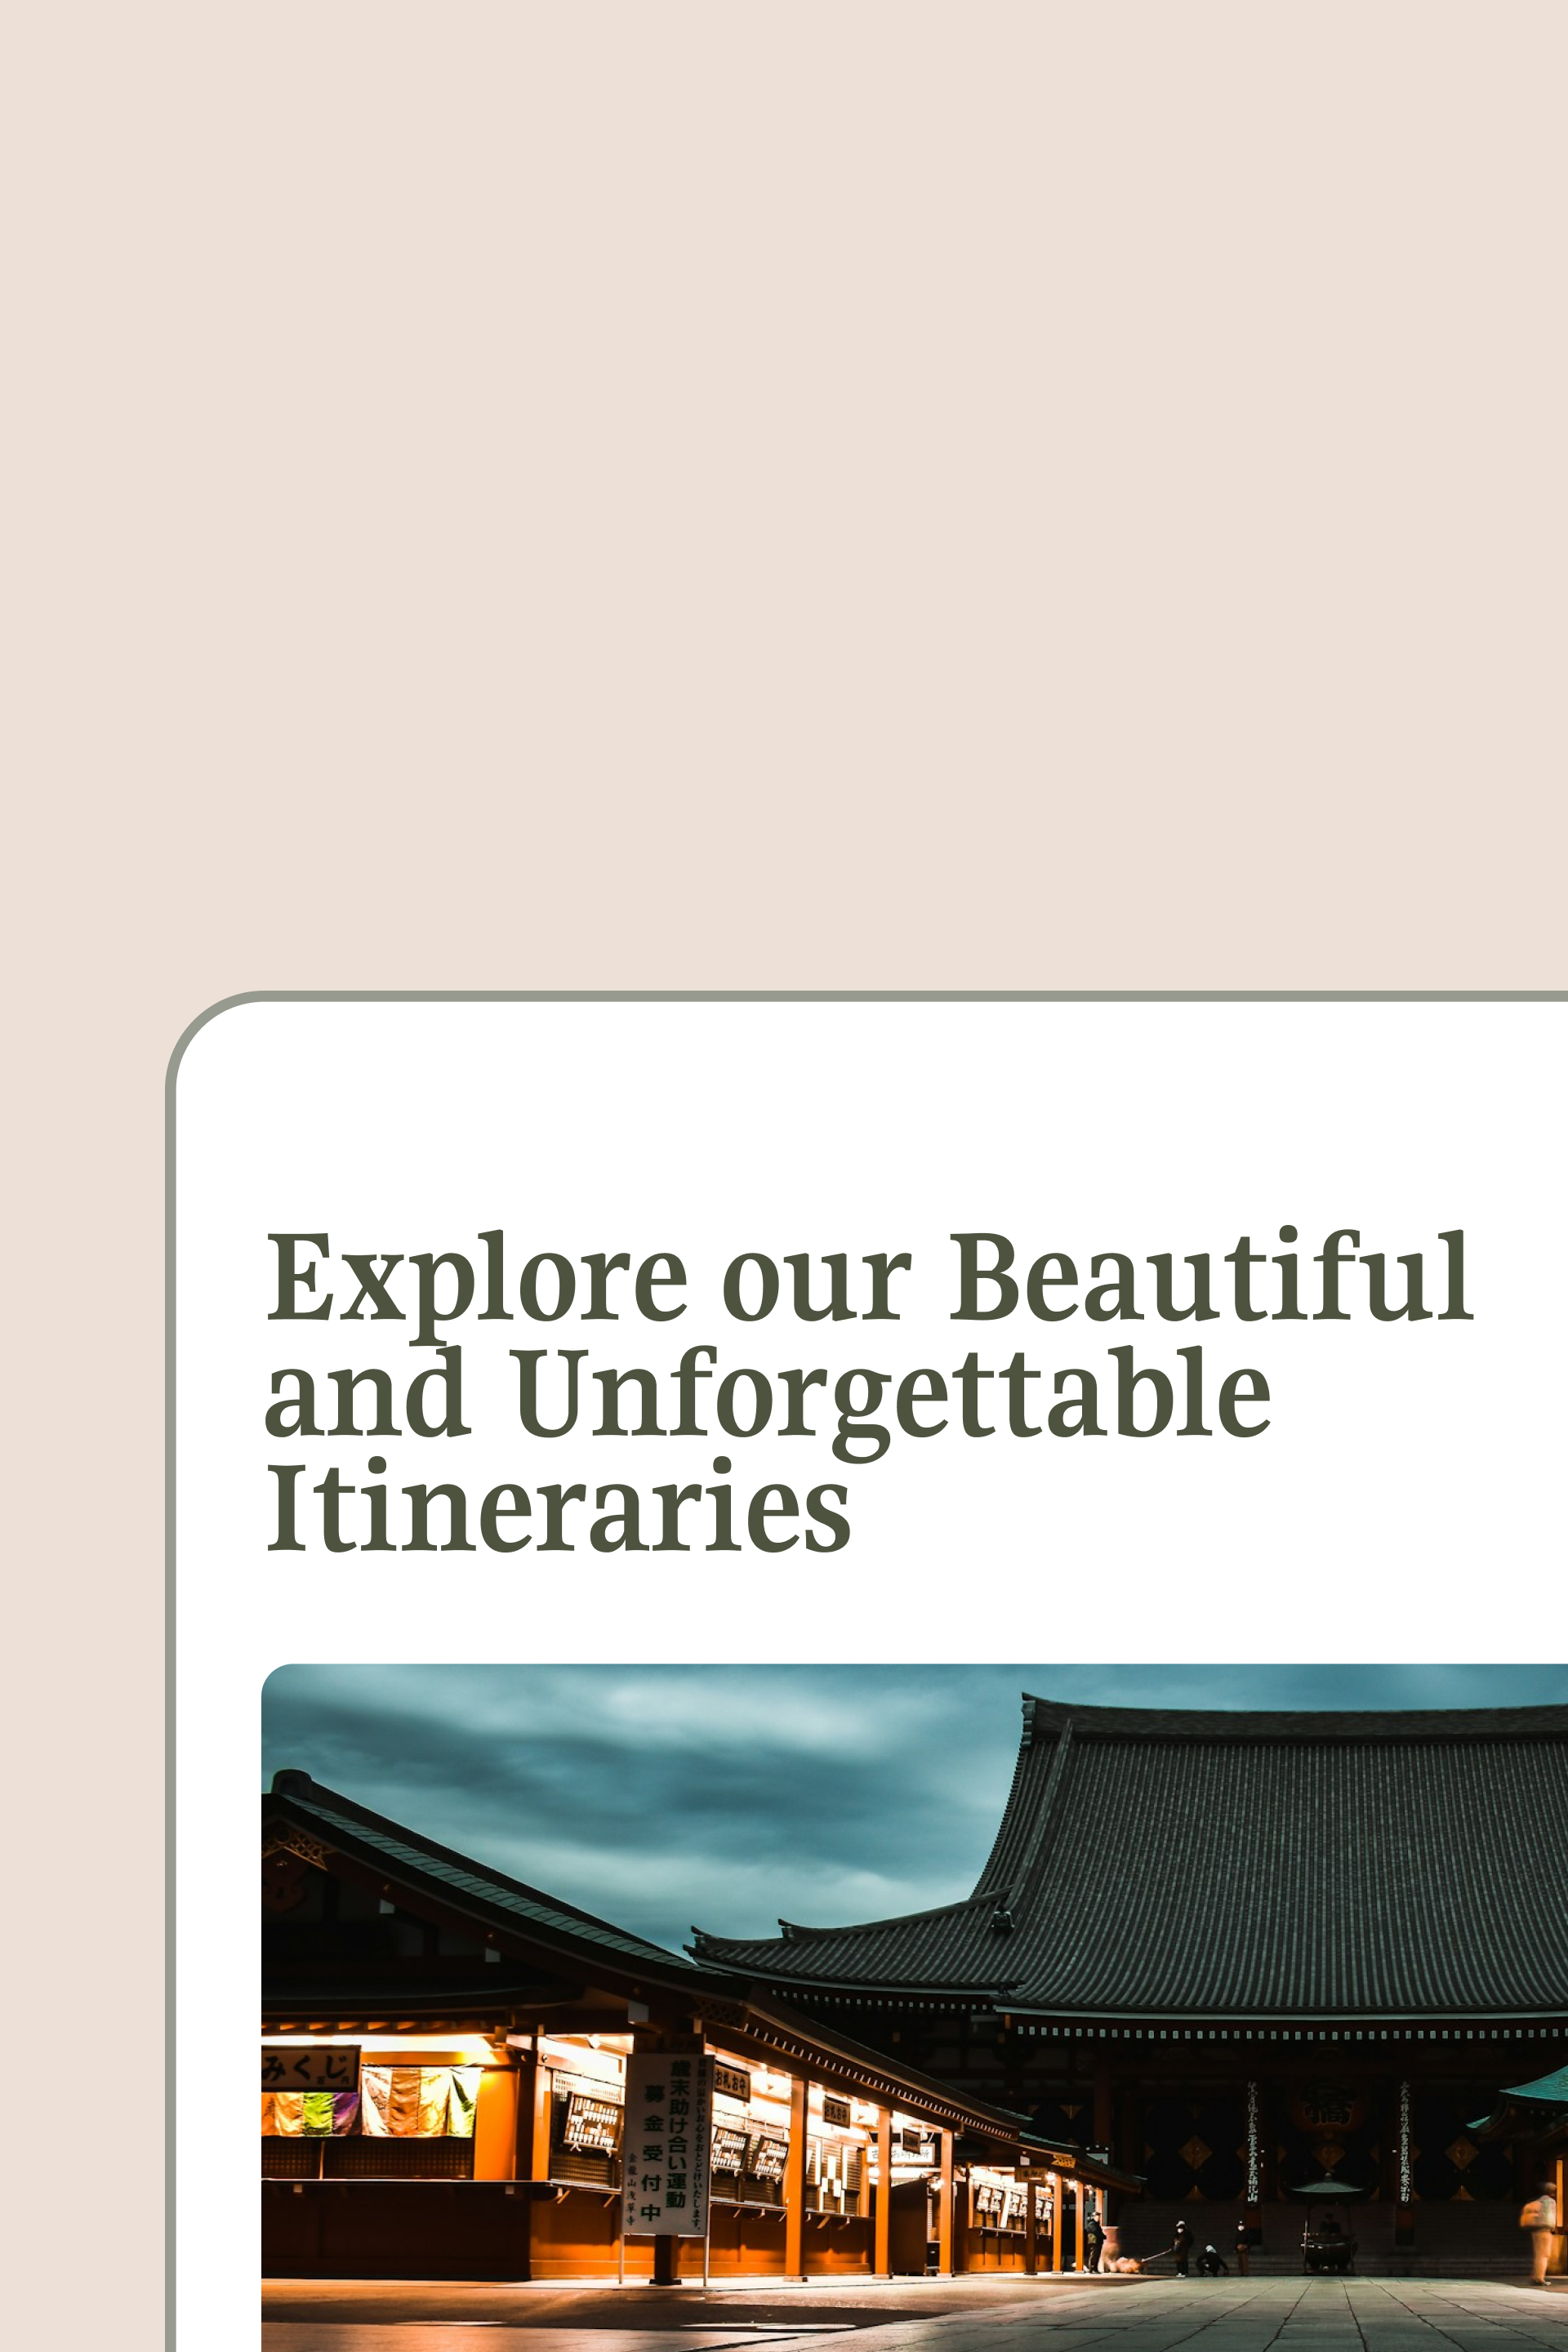 Explore our Beautiful
and Unforgettable
Itineraries
みくじ
歳末助け合い運動
募金受付中
金龍山浅草寺
お札お守